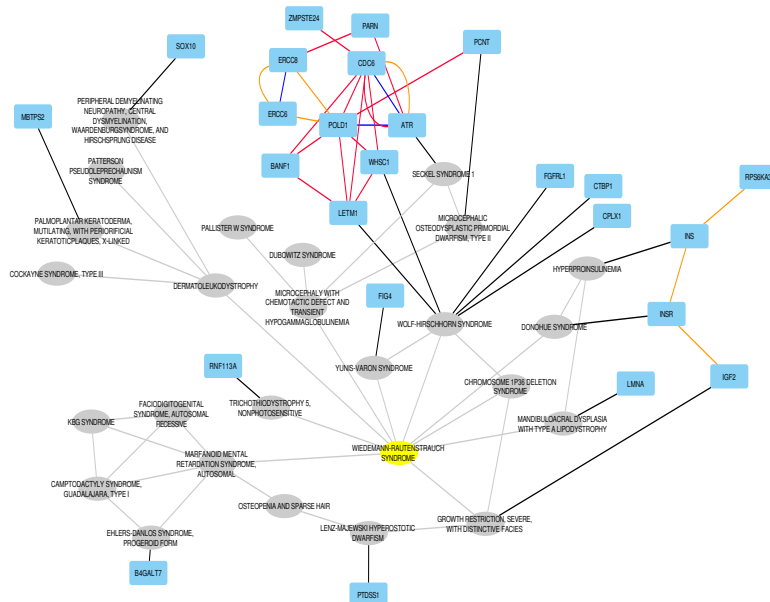 ZMPSTE24
PARN
SOX10
PCNT
ERCC8
CDC6
MBTPS2
PERIPHERAL DEMYELINATING
NEUROPATHY, CENTRAL
DYSMYELINATION,
WAARDENBURGSYNDROME, AND
HIRSCHSPRUNG DISEASE
ERCC6
POLD1
ATR
PATTERSON
PSEUDOLEPRECHAUNISM
SYNDROME
BANF1
WHSC1
SECKEL SYNDROME 1
FGFRL1
CTBP1
RPS6KA3
LETM1
CPLX1
PALMOPLANTAR KERATODERMA,
MUTILATING, WITH PERIORIFICIAL
KERATOTICPLAQUES, X-LINKED
PALLISTER W SYNDROME
MICROCEPHALIC
OSTEODYSPLASTIC PRIMORDIAL
DWARFISM, TYPE II
INS
DUBOWITZ SYNDROME
COCKAYNE SYNDROME, TYPE III
HYPERPROINSULINEMIA
DERMATOLEUKODYSTROPHY
MICROCEPHALY WITH
CHEMOTACTIC DEFECT AND
TRANSIENT
HYPOGAMMAGLOBULINEMIA
FIG4
WOLF-HIRSCHHORN SYNDROME
DONOHUE SYNDROME
INSR
RNF113A
YUNIS-VARON SYNDROME
CHROMOSOME 1P36 DELETION
SYNDROME
LMNA
IGF2
TRICHOTHIODYSTROPHY 5,
NONPHOTOSENSITIVE
FACIODIGITOGENITAL
SYNDROME, AUTOSOMAL
RECESSIVE
KBG SYNDROME
MANDIBULOACRAL DYSPLASIA
WITH TYPE A LIPODYSTROPHY
WIEDEMANN-RAUTENSTRAUCH
SYNDROME
MARFANOID MENTAL
RETARDATION SYNDROME,
AUTOSOMAL
CAMPTODACTYLY SYNDROME,
GUADALAJARA, TYPE I
OSTEOPENIA AND SPARSE HAIR
LENZ-MAJEWSKI HYPEROSTOTIC
DWARFISM
GROWTH RESTRICTION, SEVERE,
WITH DISTINCTIVE FACIES
EHLERS-DANLOS SYNDROME,
PROGEROID FORM
B4GALT7
PTDSS1